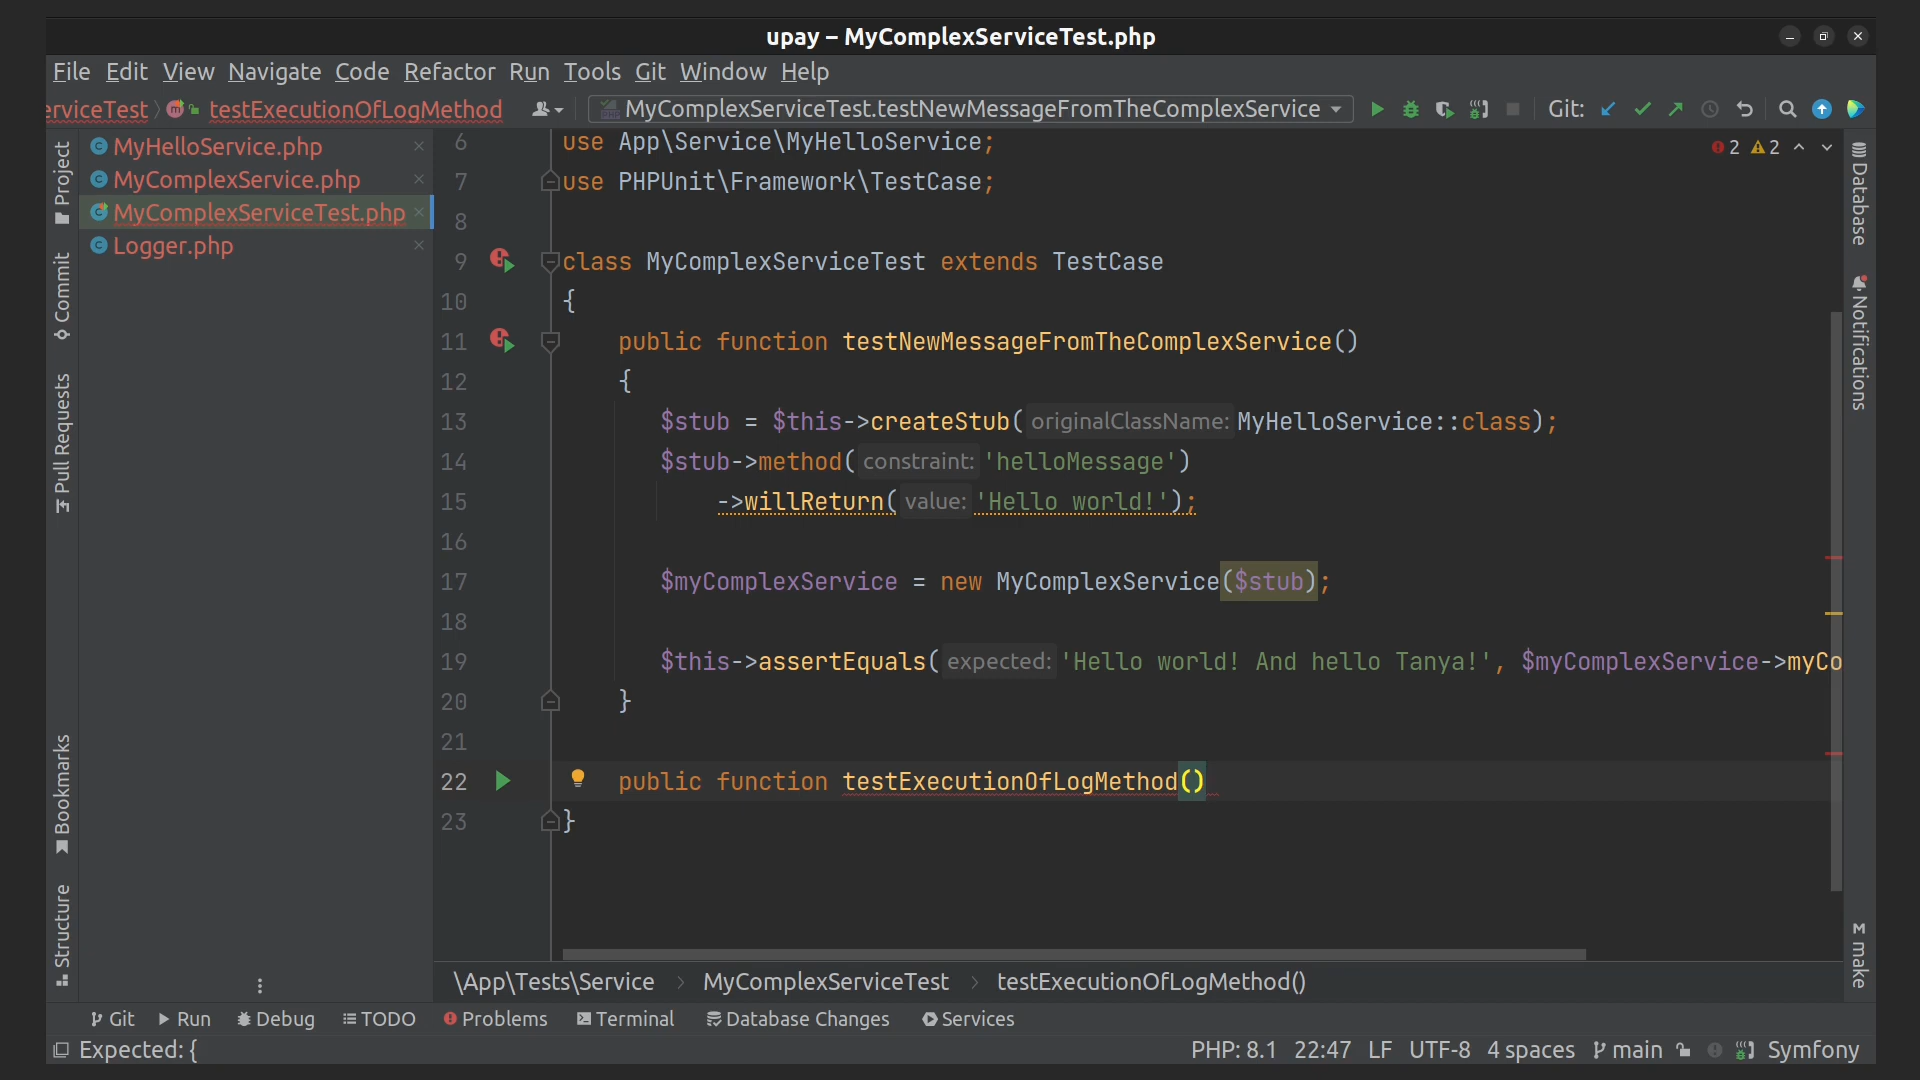 upay – MyComplexServiceTest.php
File Edit View Navigate Code Refactor Run Tools Git Window Help
erviceTest testExecutionOfLogMethod MyComplexServiceTest.testNewMessageFromTheComplexService Git:
Project
Commit
Pull Requests
Bookmarks
Structure
MyHelloService.php
MyComplexService.php
MyComplexServiceTest.php
Logger.php
2 2
6 use App\Service\MyHelloService;
7 use PHPUnit\Framework\TestCase;
8
9 class MyComplexServiceTest extends TestCase
10 {
11 public function testNewMessageFromTheComplexService()
12 {
13 $stub = $this->createStub( originalClassName: MyHelloService::class);
14 $stub->method( constraint: 'helloMessage')
15 ->willReturn( value: 'Hello world!');
16
17 $myComplexService = new MyComplexService($stub);
18
19 $this->assertEquals( expected: 'Hello world! And hello Tanya!', $myComplexService->myCo
20 }
21
22 public function testExecutionOfLogMethod()
23 }
Database
Notifications
make
\App\Tests\Service MyComplexServiceTest testExecutionOfLogMethod()
Git Run Debug TODO Problems Terminal Database Changes Services
Expected: { PHP: 8.1 22:47 LF UTF-8 4 spaces main Symfony